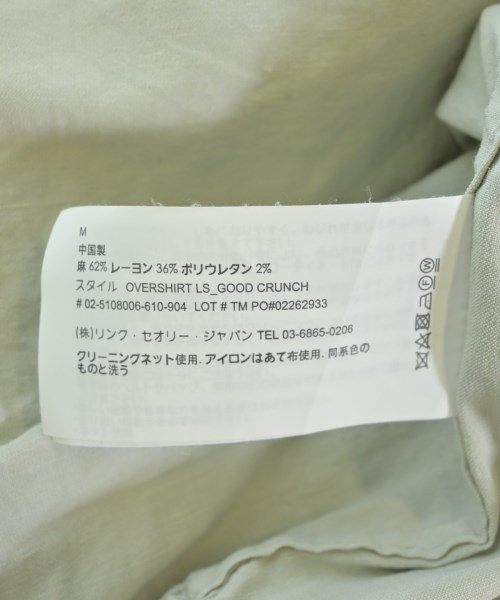 M
中国製
麻 62% レーヨン 36% ポリウレタン 2%
スタイル OVERSHIRT LS_GOOD CRUNCH
# 02-5108006-610-904 LOT # TM PO#02262933
(株)リンク・セオリー・ジャパン TEL 03-6865-0206
クリーニングネット使用. アイロンはあて布使用. 同系色の
ものと洗う